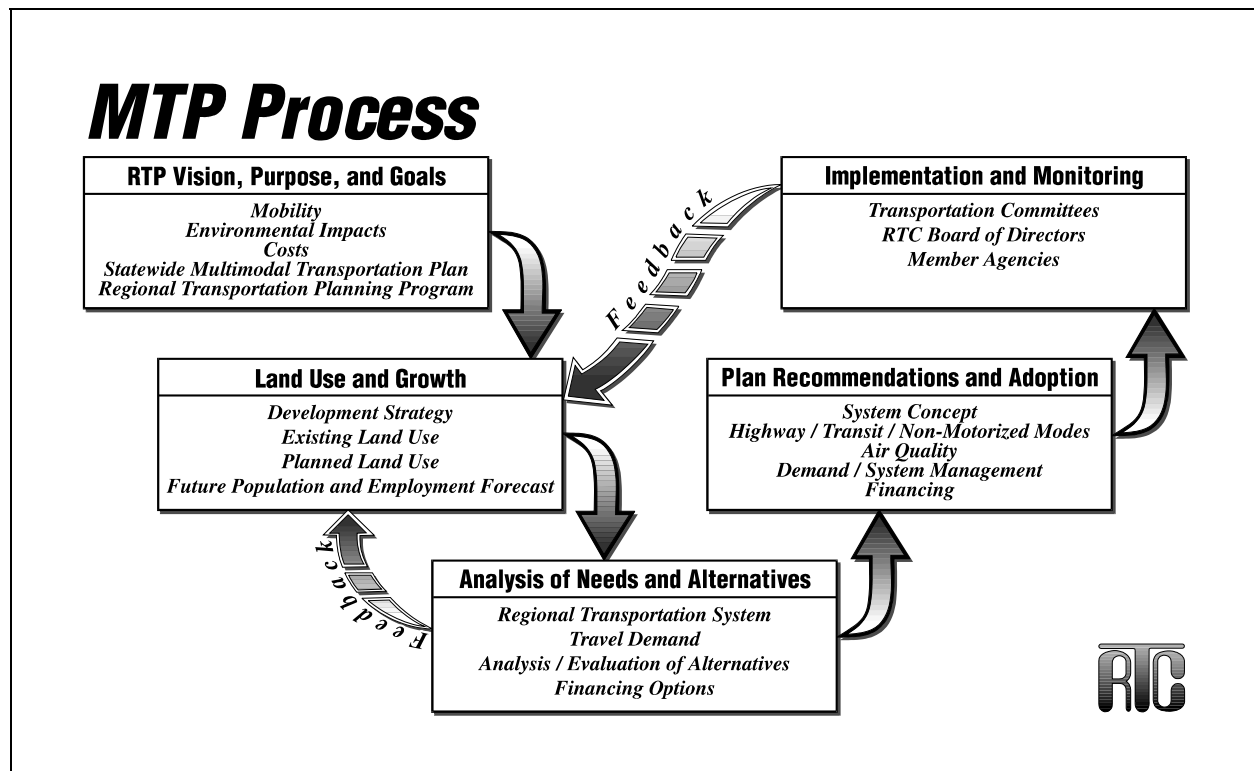 MTP Process
RTP Vision, Purpose, and Goals
Mobility
Environmental Impacts
Costs
Statewide Multimodal Transportation Plan
Regional Transportation Planning Program
Implementation and Monitoring
Transportation Committees
RTC Board of Directors
Member Agencies
Feedback
Land Use and Growth
Development Strategy
Existing Land Use
Planned Land Use
Future Population and Employment Forecast
Plan Recommendations and Adoption
System Concept
Highway / Transit / Non-Motorized Modes
Air Quality
Demand / System Management
Financing
Feedback
Analysis of Needs and Alternatives
Regional Transportation System
Travel Demand
Analysis / Evaluation of Alternatives
Financing Options
RTC